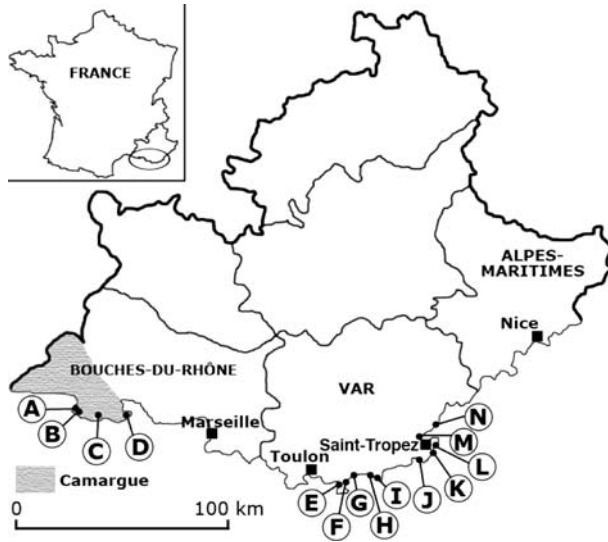 FRANCE
ALPES-
MARITIMES
Nice
BOUCHES-DU-RHÔNE
VAR
A
B
C
D
Marseille
Saint-Tropez
Toulon
N
M
L
K
J
I
H
G
F
E
Camargue
0 100 km